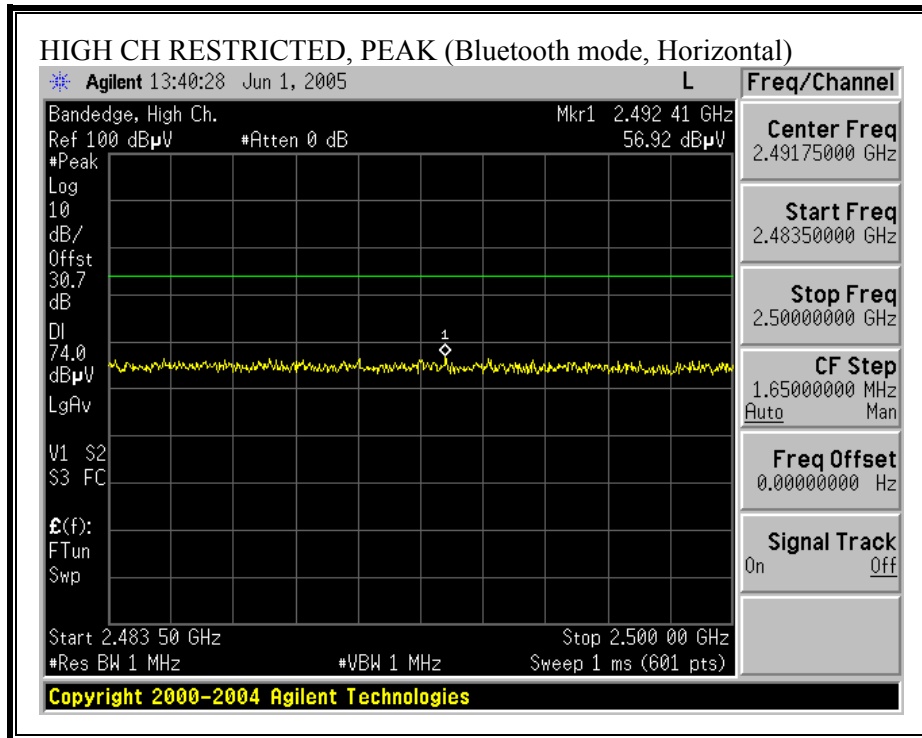 HIGH CH RESTRICTED, PEAK (Bluetooth mode, Horizontal)
Agilent 13:40:28 Jun 1, 2005 L
Bandedge, High Ch. Mkr1 2.492 41 GHz
Ref 100 dBµV #Atten 0 dB 56.92 dBµV
#Peak
Log
10
dB/
Offst
30.7
dB
DI
74.0
dBµV
LgAv
V1 S2
S3 FC
£(f):
FTun
Swp
1
Start 2.483 50 GHz Stop 2.500 00 GHz
#Res BW 1 MHz #VBW 1 MHz Sweep 1 ms (601 pts)
Freq/Channel
Center Freq
2.49175000 GHz
Start Freq
2.48350000 GHz
Stop Freq
2.50000000 GHz
CF Step
1.65000000 MHz
Auto Man
Freq Offset
0.00000000 Hz
Signal Track
On Off
Copyright 2000-2004 Agilent Technologies